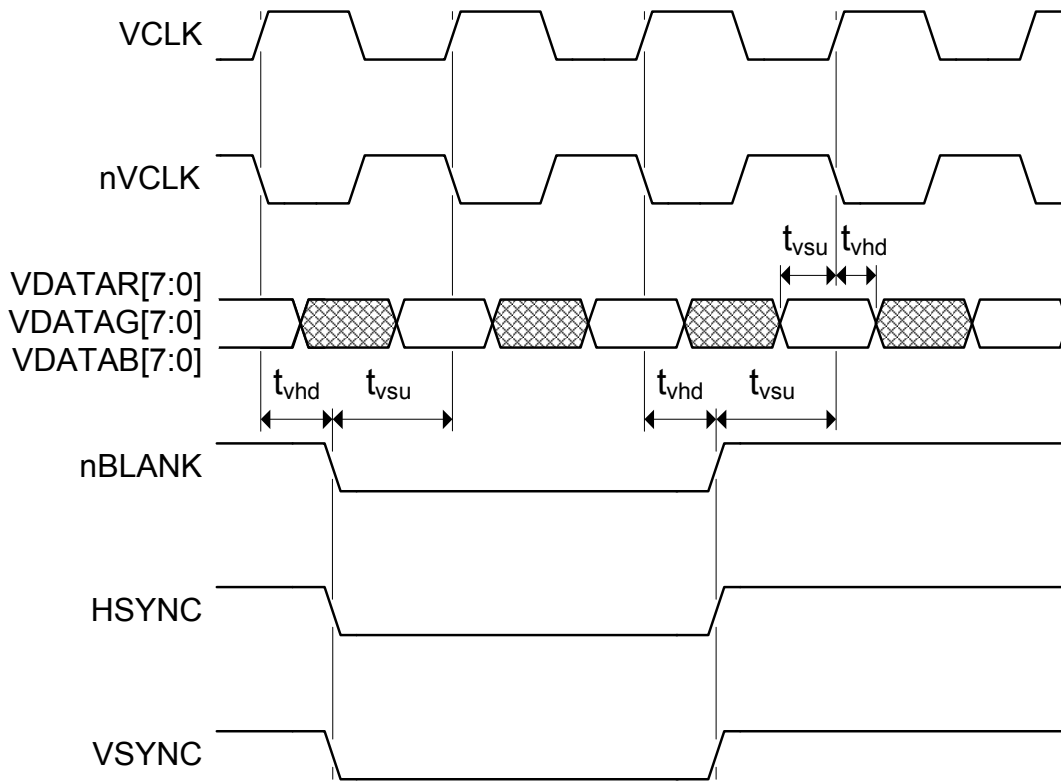 VCLK
nVCLK
tvsu tvhd
VDATAR[7:0]
VDATAG[7:0]
VDATAB[7:0]
tvhd tvsu tvhd tvsu
nBLANK
HSYNC
VSYNC